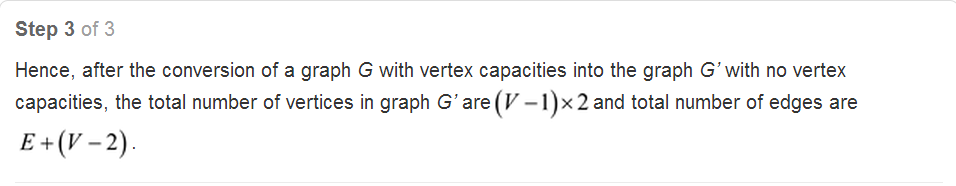 Step 3 of 3
Hence, after the conversion of a graph G with vertex capacities into the graph G’ with no vertex
capacities, the total number of vertices in graph G’ are (V – 1) × 2 and total number of edges are
E + (V – 2).